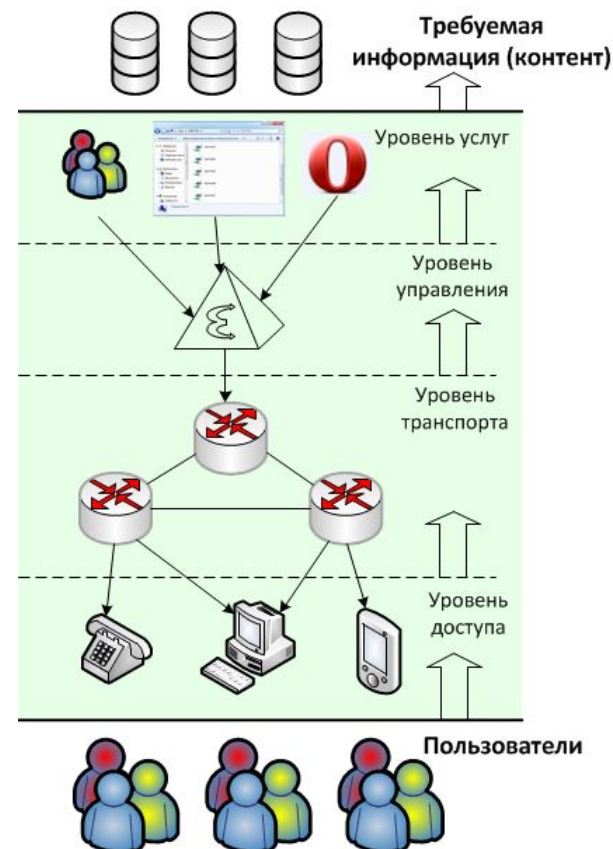 Требуемая
информация (контент)
Уровень услуг
Уровень
управления
Уровень
транспорта
Уровень
доступа
Пользователи